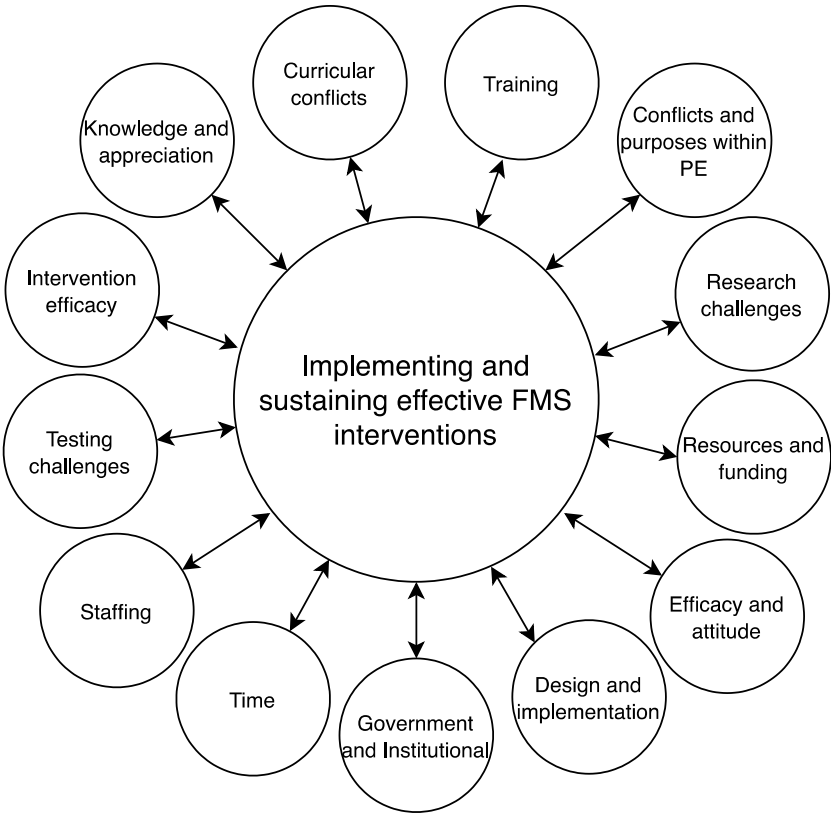 Curricular
conflicts
Training
Conflicts and
purposes within
PE
Knowledge and
appreciation
Research
challenges
Intervention
efficacy
Implementing and
sustaining effective FMS
interventions
Resources and
funding
Testing
challenges
Efficacy and
attitude
Staffing
Design and
implementation
Time
Government
and Institutional